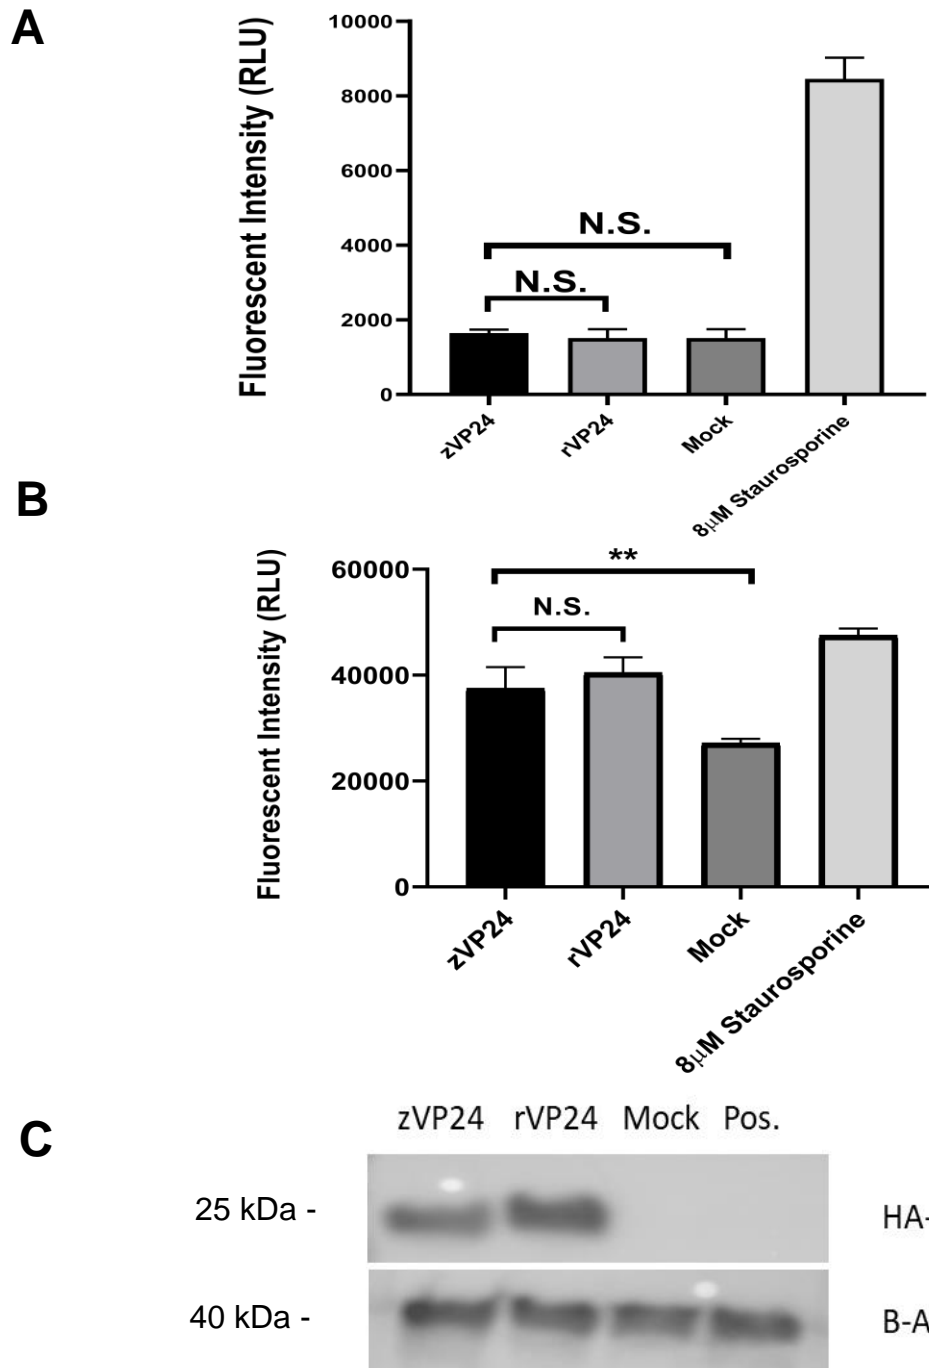 A
Fluorescent Intensity (RLU)
10000
8000
6000
4000
2000
0
N.S.
N.S.
zVP24
rVP24
Mock
8μM Staurosporine
B
Fluorescent Intensity (RLU)
60000
40000
20000
0
**
N.S.
zVP24
rVP24
Mock
8μM Staurosporine
C
zVP24 rVP24 Mock Pos.
25 kDa -
HA-
40 kDa -
B-A